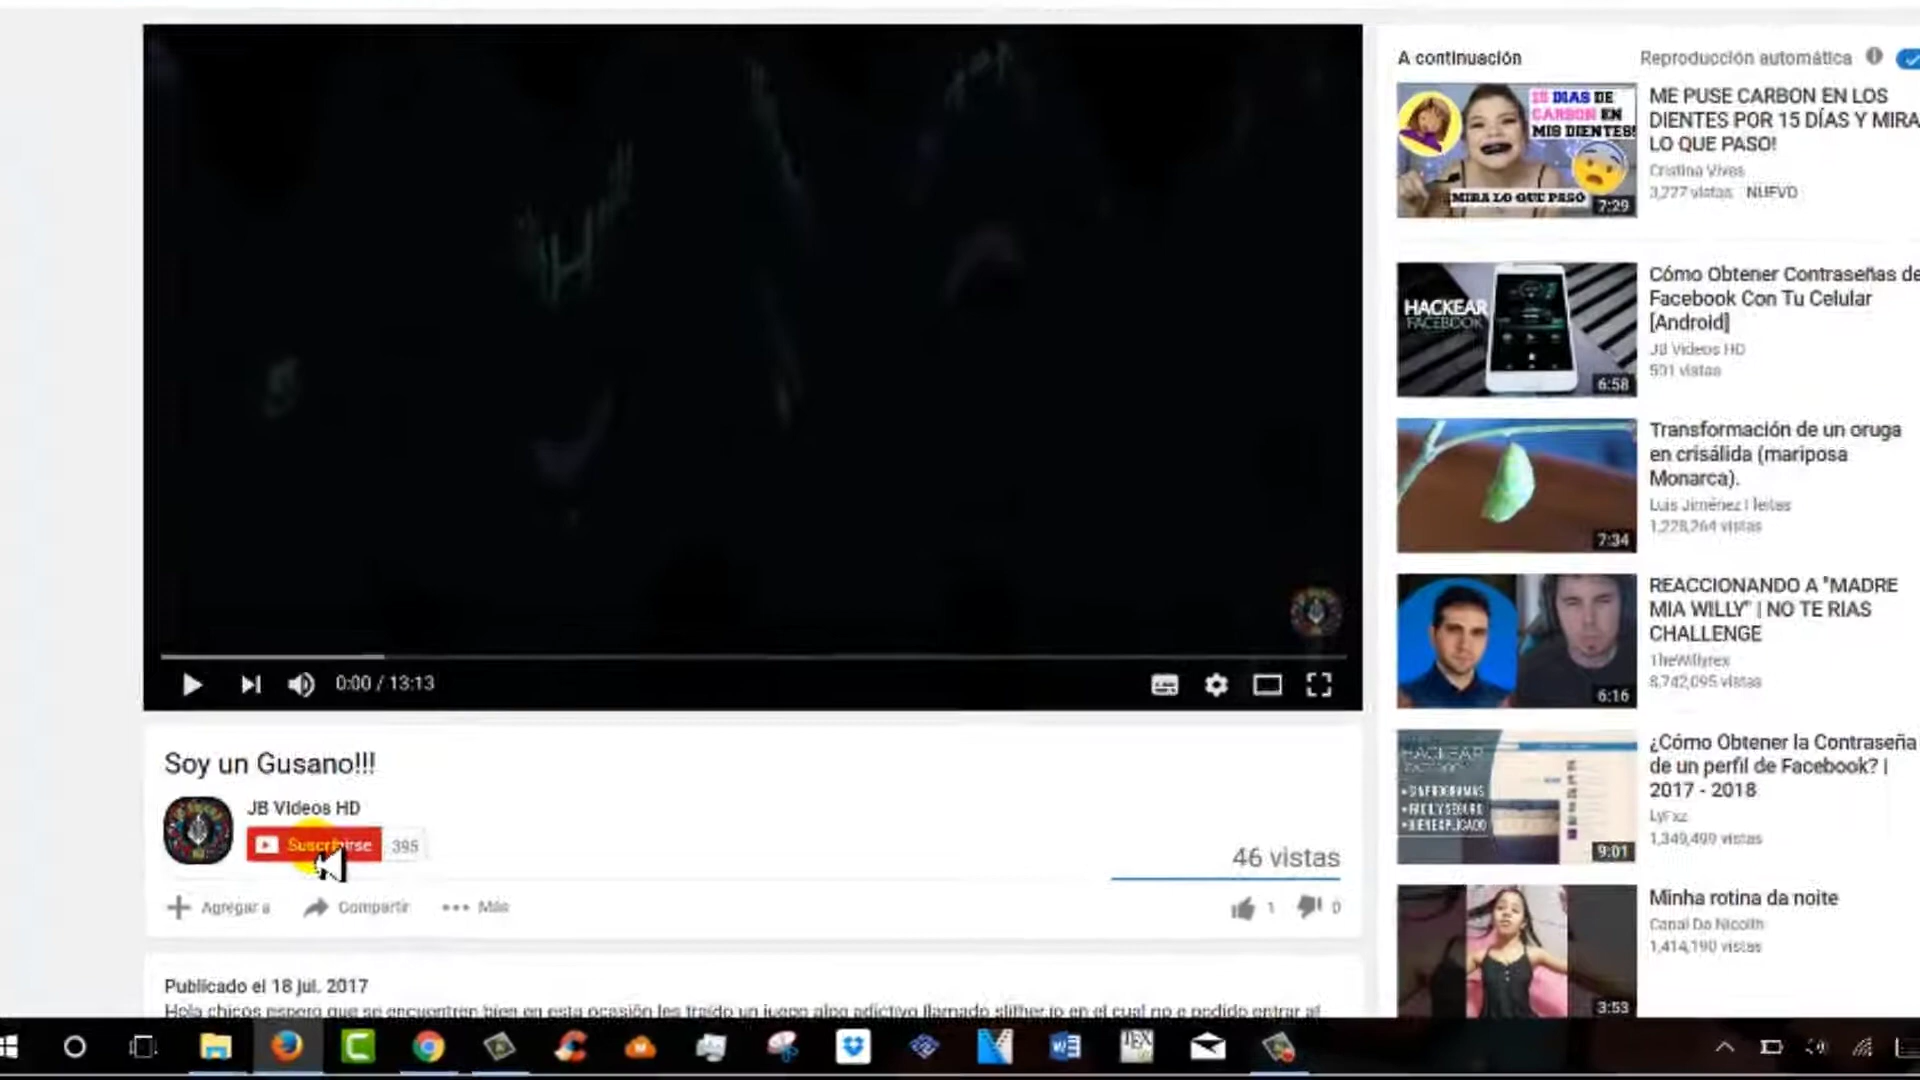 A continuación
Reproducción automática
15 DIAS DE
CARBON EN
MIS DIENTES!
MIRA LO QUE PASO
7:29
ME PUSE CARBON EN LOS
DIENTES POR 15 DÍAS Y MIRA
LO QUE PASO!
Cristina Vives
3,227 vistas NUEVO
HACKEAR
FACEBOOK
6:58
Cómo Obtener Contraseñas de
Facebook Con Tu Celular
[Android]
JB Videos HD
501 vistas
7:34
Transformación de un oruga
en crisálida (mariposa
Monarca).
Luis Jiménez
1,228,264 vistas
6:16
REACCIONANDO A "MADRE
MIA WILLY" | NO TE RIAS
CHALLENGE
TheWillyrex
8,742,095 vistas
HACKEAR
9:01
¿Cómo Obtener la Contraseña
de un perfil de Facebook? |
2017 - 2018
LyFxz
1,349,499 vistas
3:53
Minha rotina da noite
Canal Da Nicolly
1,414,190 vistas
0:00 / 13:13
Soy un Gusano!!!
JB Videos HD
Suscribirse 395
46 vistas
Agregar a Compartir Más
1 0
Publicado el 18 jul. 2017
Hola chicos espero que se encuentren bien en esta ocasión les traido un juego algo adictivo llamado slither.io en el cual no e podido entrar al